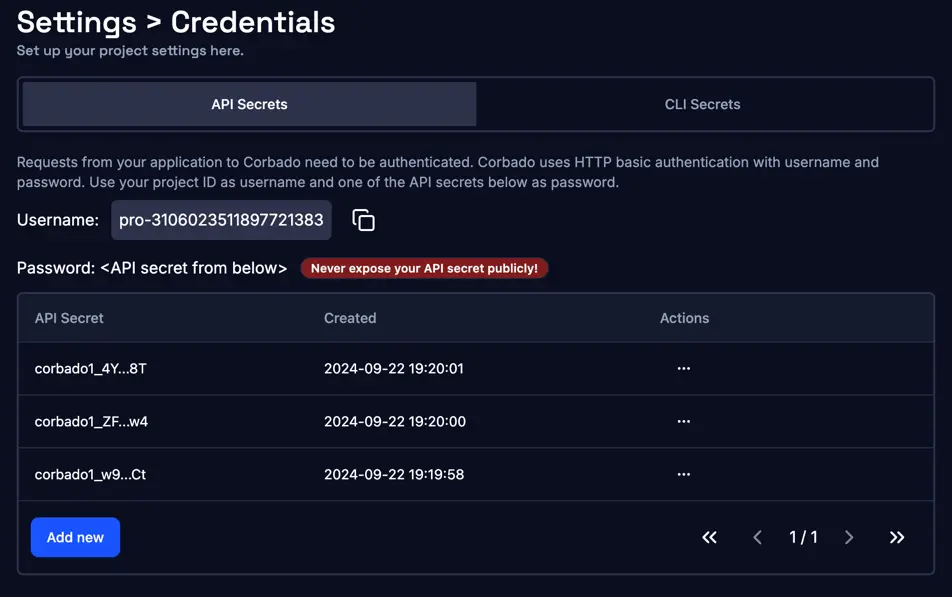 Settings > Credentials
Set up your project settings here.
API Secrets CLI Secrets
Requests from your application to Corbado need to be authenticated. Corbado uses HTTP basic authentication with username and
password. Use your project ID as username and one of the API secrets below as password.
Username: pro-3106023511897721383
Password: <API secret from below> Never expose your API secret publicly!
API Secret Created Actions
corbado1_4Y...8T 2024-09-22 19:20:01 ...
corbado1_ZF...w4 2024-09-22 19:20:00 ...
corbado1_w9...Ct 2024-09-22 19:19:58 ...
Add new « < 1 / 1 > »